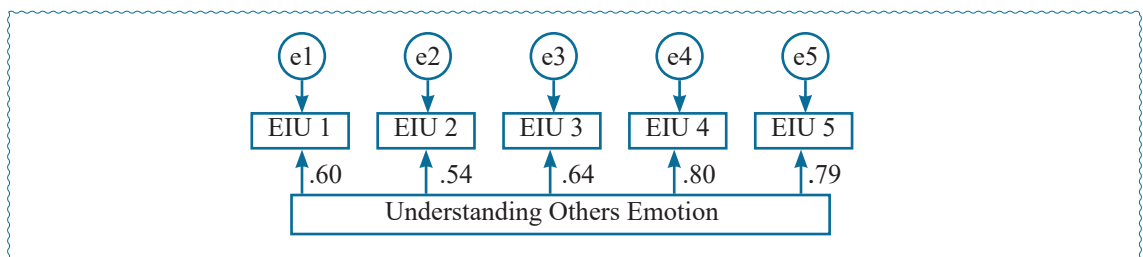 e1 e2 e3 e4 e5
EIU 1 EIU 2 EIU 3 EIU 4 EIU 5
.60 .54 .64 .80 .79
Understanding Others Emotion